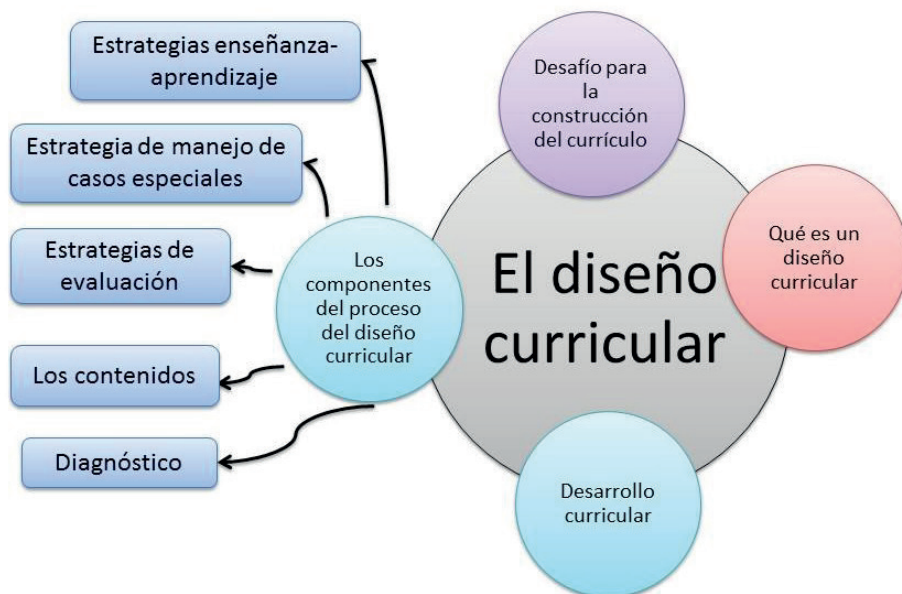 Estrategias enseñanza-
aprendizaje
Estrategia de manejo de
casos especiales
Estrategias de
evaluación
Los contenidos
Diagnóstico
Los
componentes
del proceso
del diseño
curricular
El diseño
curricular
Desafío para
la
construcción
del currículo
Qué es un
diseño
curricular
Desarrollo
curricular